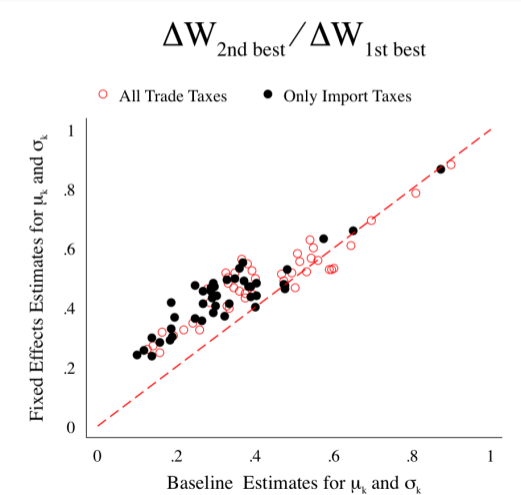 ΔW2nd best / ΔW1st best
All Trade Taxes Only Import Taxes
Fixed Effects Estimates for μk and σk
1
.8
.6
.4
.2
0
0 .2 .4 .6 .8 1
Baseline Estimates for μk and σk